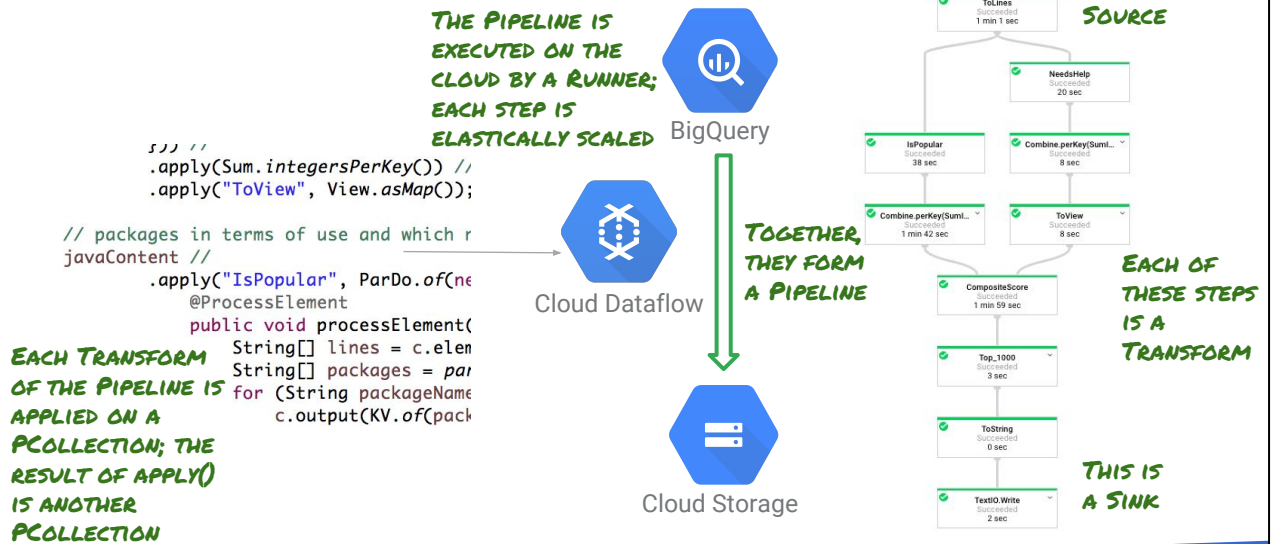 THE PIPELINE IS
EXECUTED ON THE
CLOUD BY A RUNNER;
EACH STEP IS
ELASTICALLY SCALED
BigQuery
})) //
.apply(Sum.integersPerKey()) //
.apply("ToView", View.asMap());
// packages in terms of use and which r
javaContent //
.apply("IsPopular", ParDo.of(ne
@ProcessElement
public void processElement(
String[] lines = c.elem
String[] packages = par
for (String packageName
c.output(KV.of(pack
EACH TRANSFORM
OF THE PIPELINE IS
APPLIED ON A
PCOLLECTION; THE
RESULT OF APPLY()
IS ANOTHER
PCOLLECTION
Cloud Dataflow
TOGETHER,
THEY FORM
A PIPELINE
Cloud Storage
ToLines
Succeeded
1 min 1 sec
SOURCE
NeedsHelp
Succeeded
20 sec
IsPopular
Succeeded
38 sec
Combine.perKey(SumI...
Succeeded
8 sec
Combine.perKey(SumI...
Succeeded
1 min 42 sec
ToView
Succeeded
8 sec
CompositeScore
Succeeded
1 min 59 sec
EACH OF
THESE STEPS
IS A
TRANSFORM
Top_1000
Succeeded
3 sec
ToString
Succeeded
0 sec
TextIO.Write
Succeeded
2 sec
THIS IS
A SINK